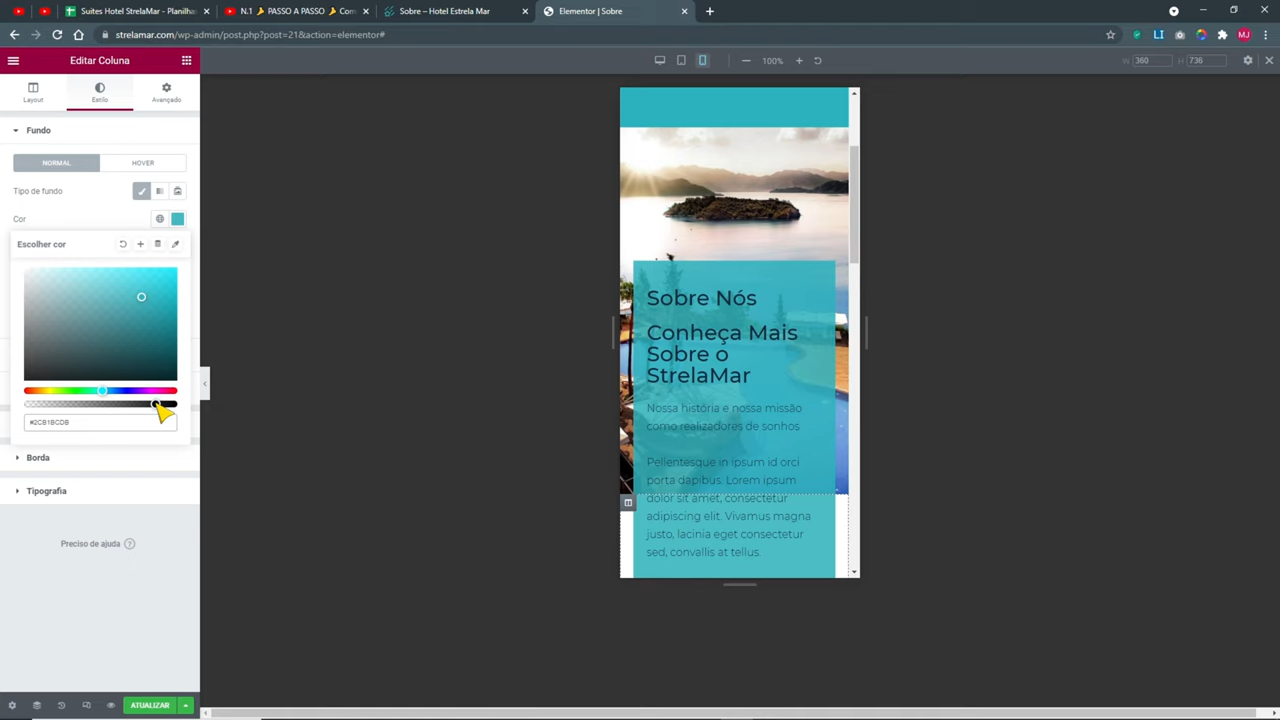 Suites Hotel StrelaMar - Planilha
N.1 PASSO A PASSO Com
Sobre – Hotel Estrela Mar
Elementor | Sobre
strelamar.com/wp-admin/post.php?post=21&action=elementor#
LI
MJ
Editar Coluna
100%
W 360
H 736
Layout
Estilo
Avançado
Fundo
NORMAL
HOVER
Tipo de fundo
Cor
Escolher cor
#2CB1BCDB
Borda
Tipografia
Preciso de ajuda ?
ATUALIZAR
Sobre Nós
Conheça Mais
Sobre o
StrelaMar
Nossa história e nossa missão
como realizadores de sonhos
Pellentesque in ipsum id orci
porta dapibus. Lorem ipsum
dolor sit amet, consectetur
adipiscing elit. Vivamus magna
justo, lacinia eget consectetur
sed, convallis at tellus.